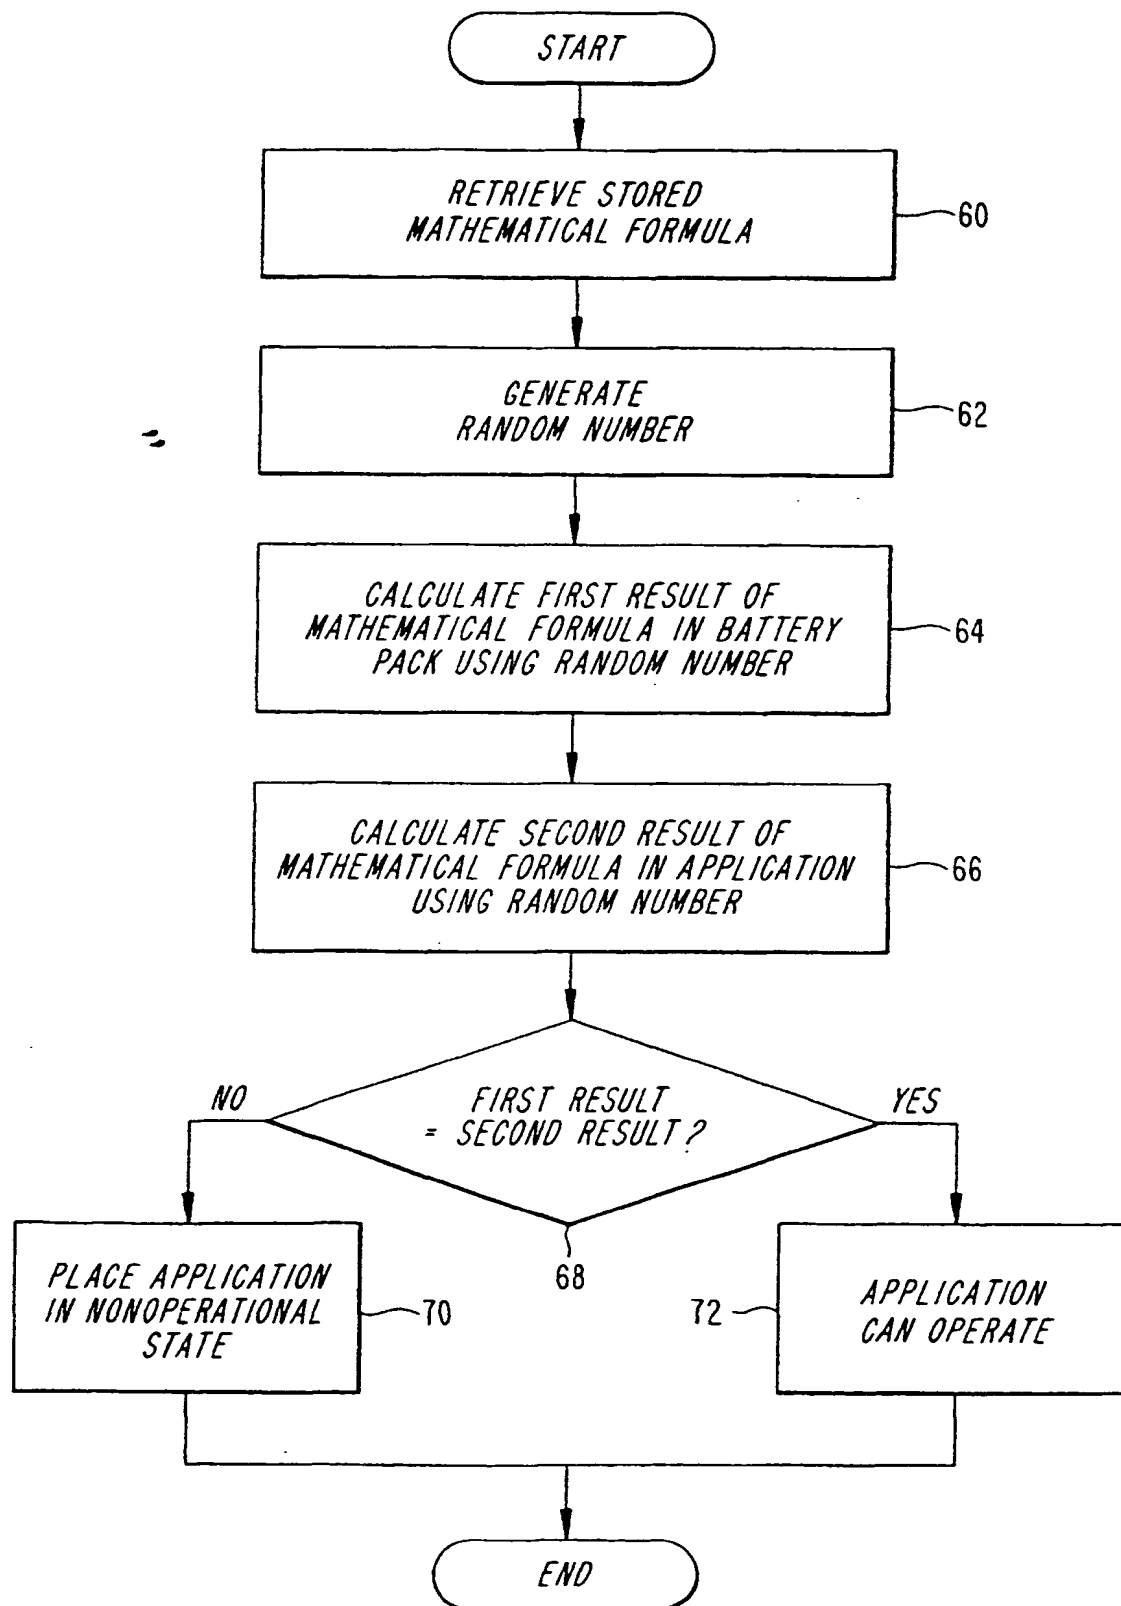 START
RETRIEVE STORED
MATHEMATICAL FORMULA
60
GENERATE
RANDOM NUMBER
62
CALCULATE FIRST RESULT OF
MATHEMATICAL FORMULA IN BATTERY
PACK USING RANDOM NUMBER
64
CALCULATE SECOND RESULT OF
MATHEMATICAL FORMULA IN APPLICATION
USING RANDOM NUMBER
66
NO
FIRST RESULT
= SECOND RESULT?
YES
68
PLACE APPLICATION
IN NONOPERATIONAL
STATE
70
72
APPLICATION
CAN OPERATE
END